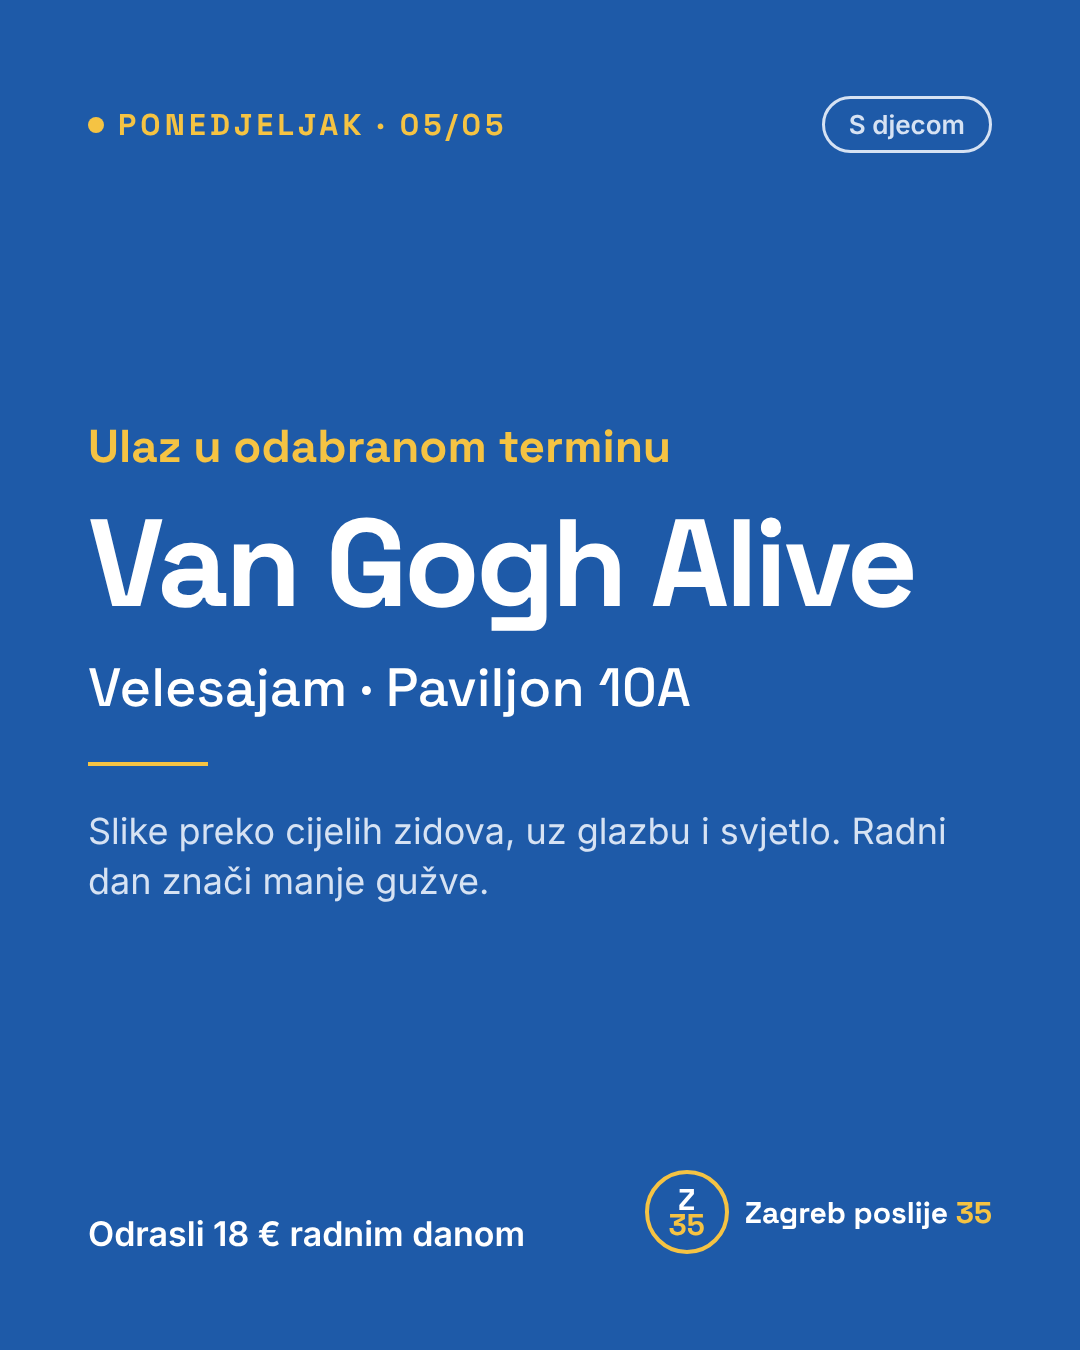 PONEDJELJAK · 05/05
S djecom
Ulaz u odabranom terminu
Van Gogh Alive
Velesajam · Paviljon 10A
Slike preko cijelih zidova, uz glazbu i svjetlo. Radni
dan znači manje gužve.
Odrasli 18 € radnim danom
Z
35
Zagreb poslije 35